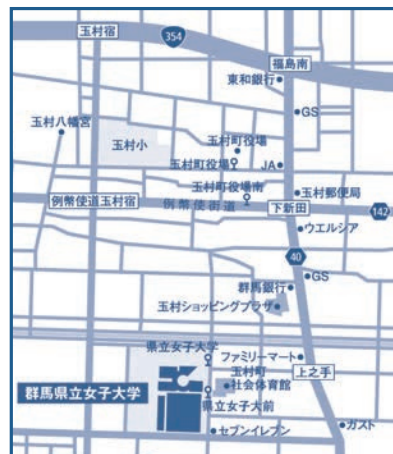 玉村宿
354
福島南
東和銀行
GS
玉村八幡宮
玉村小
玉村町役場
玉村町役場
JA
玉村町役場南
玉村郵便局
例幣使道玉村宿
例幣使街道
下新田
142
ウエルシア
40
GS
群馬銀行
玉村ショッピングプラザ
県立女子大学
ファミリーマート
玉村町
社会体育館
上之手
群馬県立女子大学
県立女子大前
セブンイレブン
ガスト